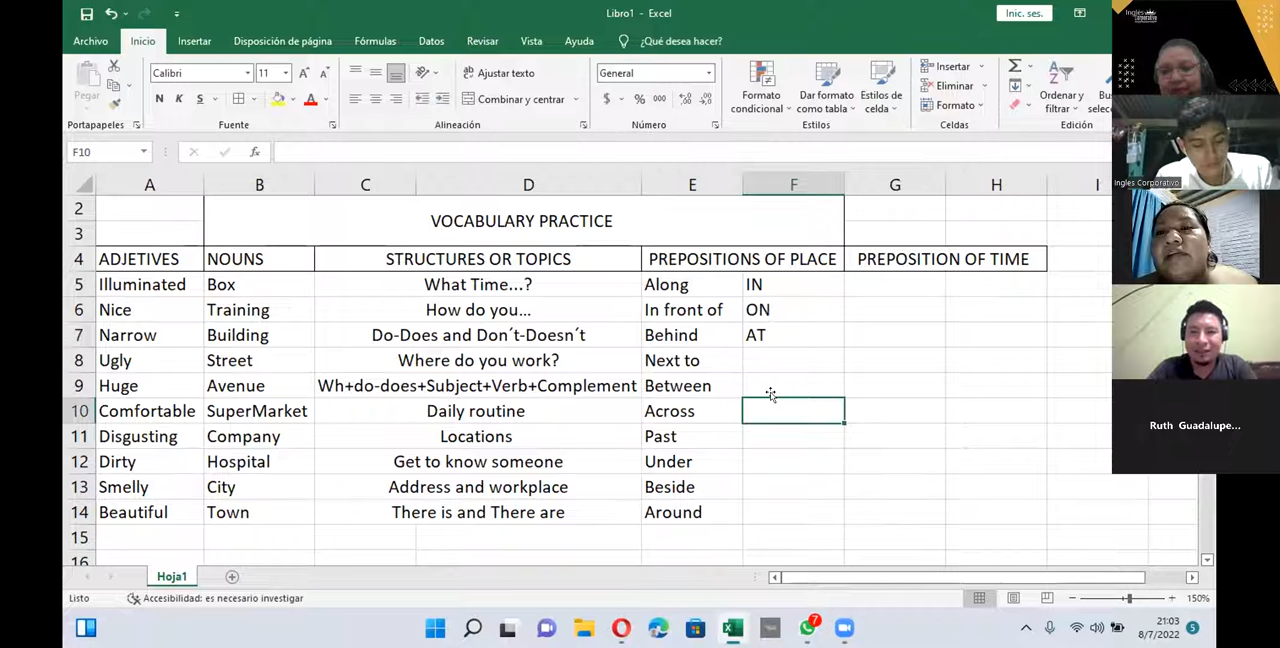 Libro1 - Excel
Inic. ses.
Archivo Inicio Insertar Disposición de página Fórmulas Datos Revisar Vista Ayuda ¿Qué desea hacer?
Pegar
Calibri 11
N K S
Ajustar texto
Combinar y centrar
General
$ % 000
Formato condicional
Dar formato como tabla
Estilos de celda
Insertar
Eliminar
Formato
Ordenar y filtrar
Portapapeles Fuente Alineación Número Estilos Celdas Edición
F10 fx
A B C D E F G H I
2 VOCABULARY PRACTICE
3
4 ADJETIVES NOUNS STRUCTURES OR TOPICS PREPOSITIONS OF PLACE PREPOSITION OF TIME
5 Illuminated Box What Time...? Along IN
6 Nice Training How do you... In front of ON
7 Narrow Building Do-Does and Don´t-Doesn´t Behind AT
8 Ugly Street Where do you work? Next to
9 Huge Avenue Wh+do-does+Subject+Verb+Complement Between
10 Comfortable SuperMarket Daily routine Across
11 Disgusting Company Locations Past
12 Dirty Hospital Get to know someone Under
13 Smelly City Address and workplace Beside
14 Beautiful Town There is and There are Around
15
16
Hoja1
Listo Accesibilidad: es necesario investigar 150%
7
21:03
8/7/2022
5
Inglés
Corporativo
Ingles Corporativo
Ruth Guadalupe...